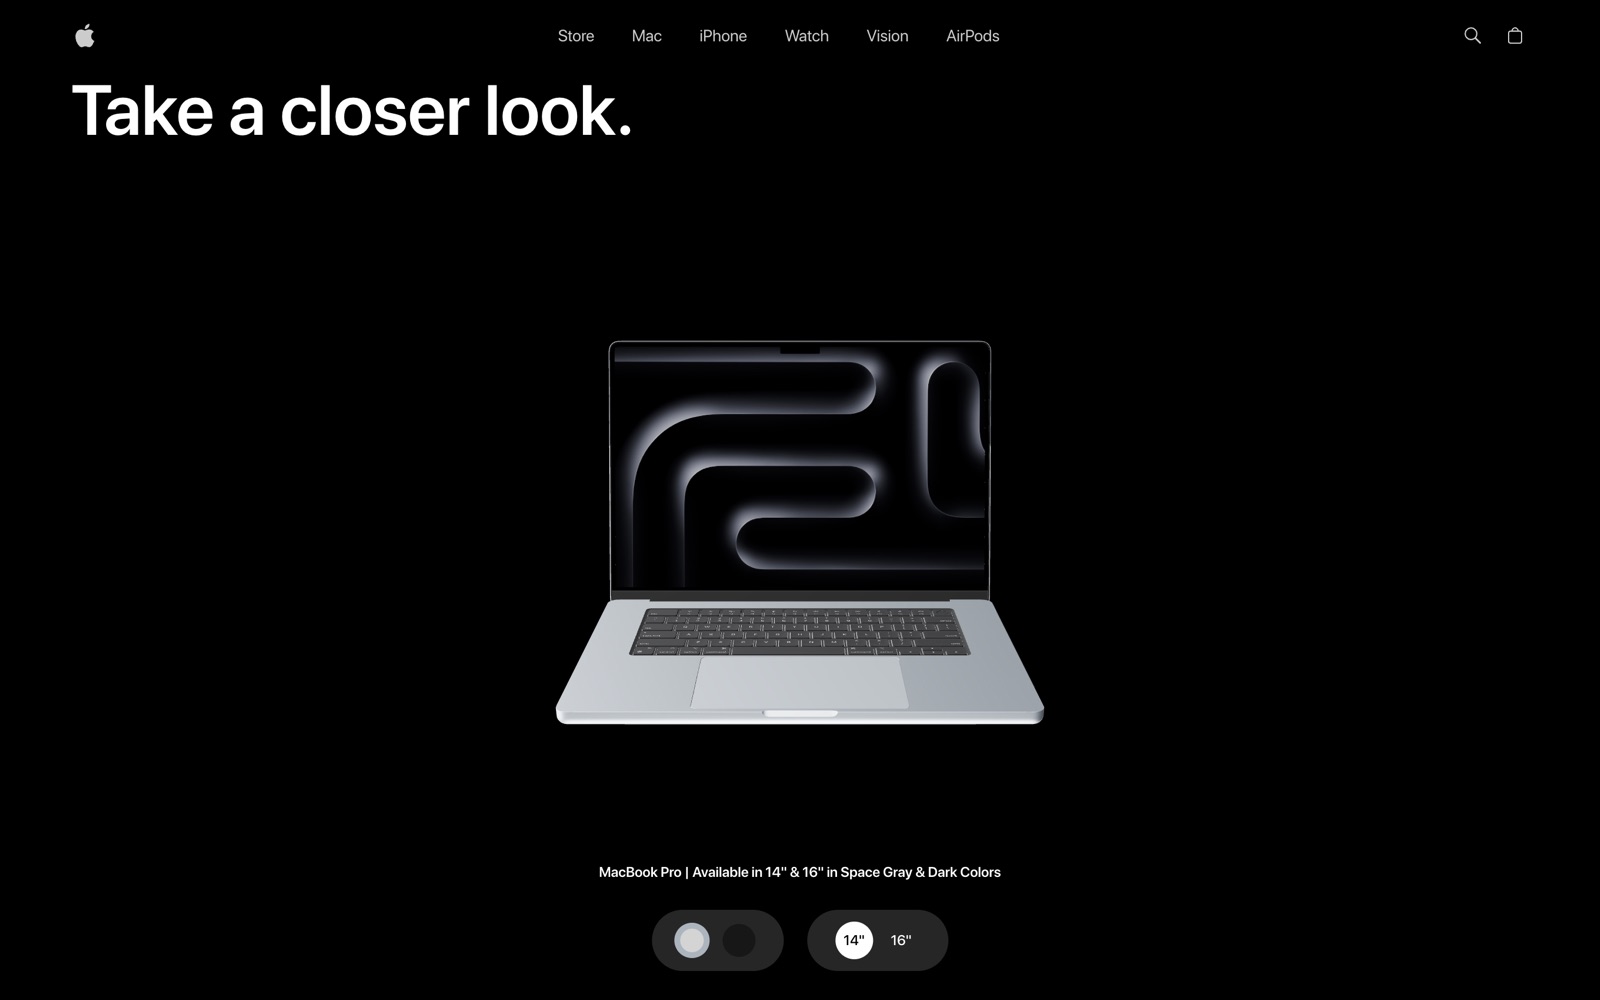 Store Mac iPhone Watch Vision AirPods
Take a closer look.
MacBook Pro | Available in 14" & 16" in Space Gray & Dark Colors
14" 16"